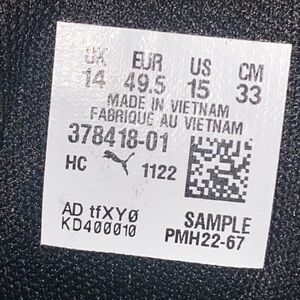 UK EUR US CM
14 49.5 15 33
MADE IN VIETNAM
FABRIQUE AU VIETNAM
378418-01
HC 1122
AD tfXYØ SAMPLE
KD400010 PMH22-67